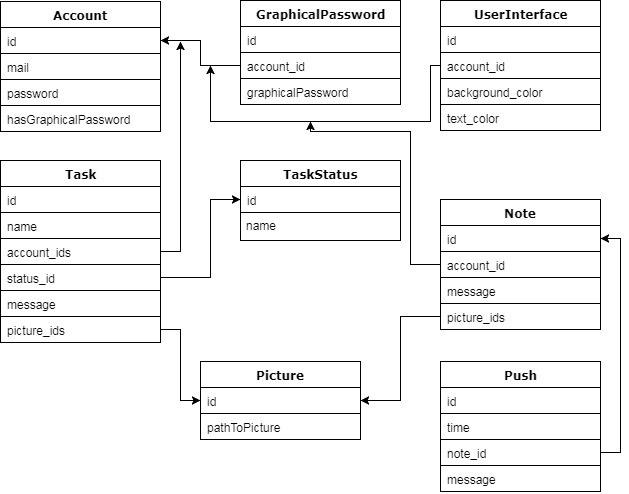 Account
id
mail
password
hasGraphicalPassword
GraphicalPassword
id
account_id
graphicalPassword
UserInterface
id
account_id
background_color
text_color
Task
id
name
account_ids
status_id
message
picture_ids
TaskStatus
id
name
Note
id
account_id
message
picture_ids
Picture
id
pathToPicture
Push
id
time
note_id
message